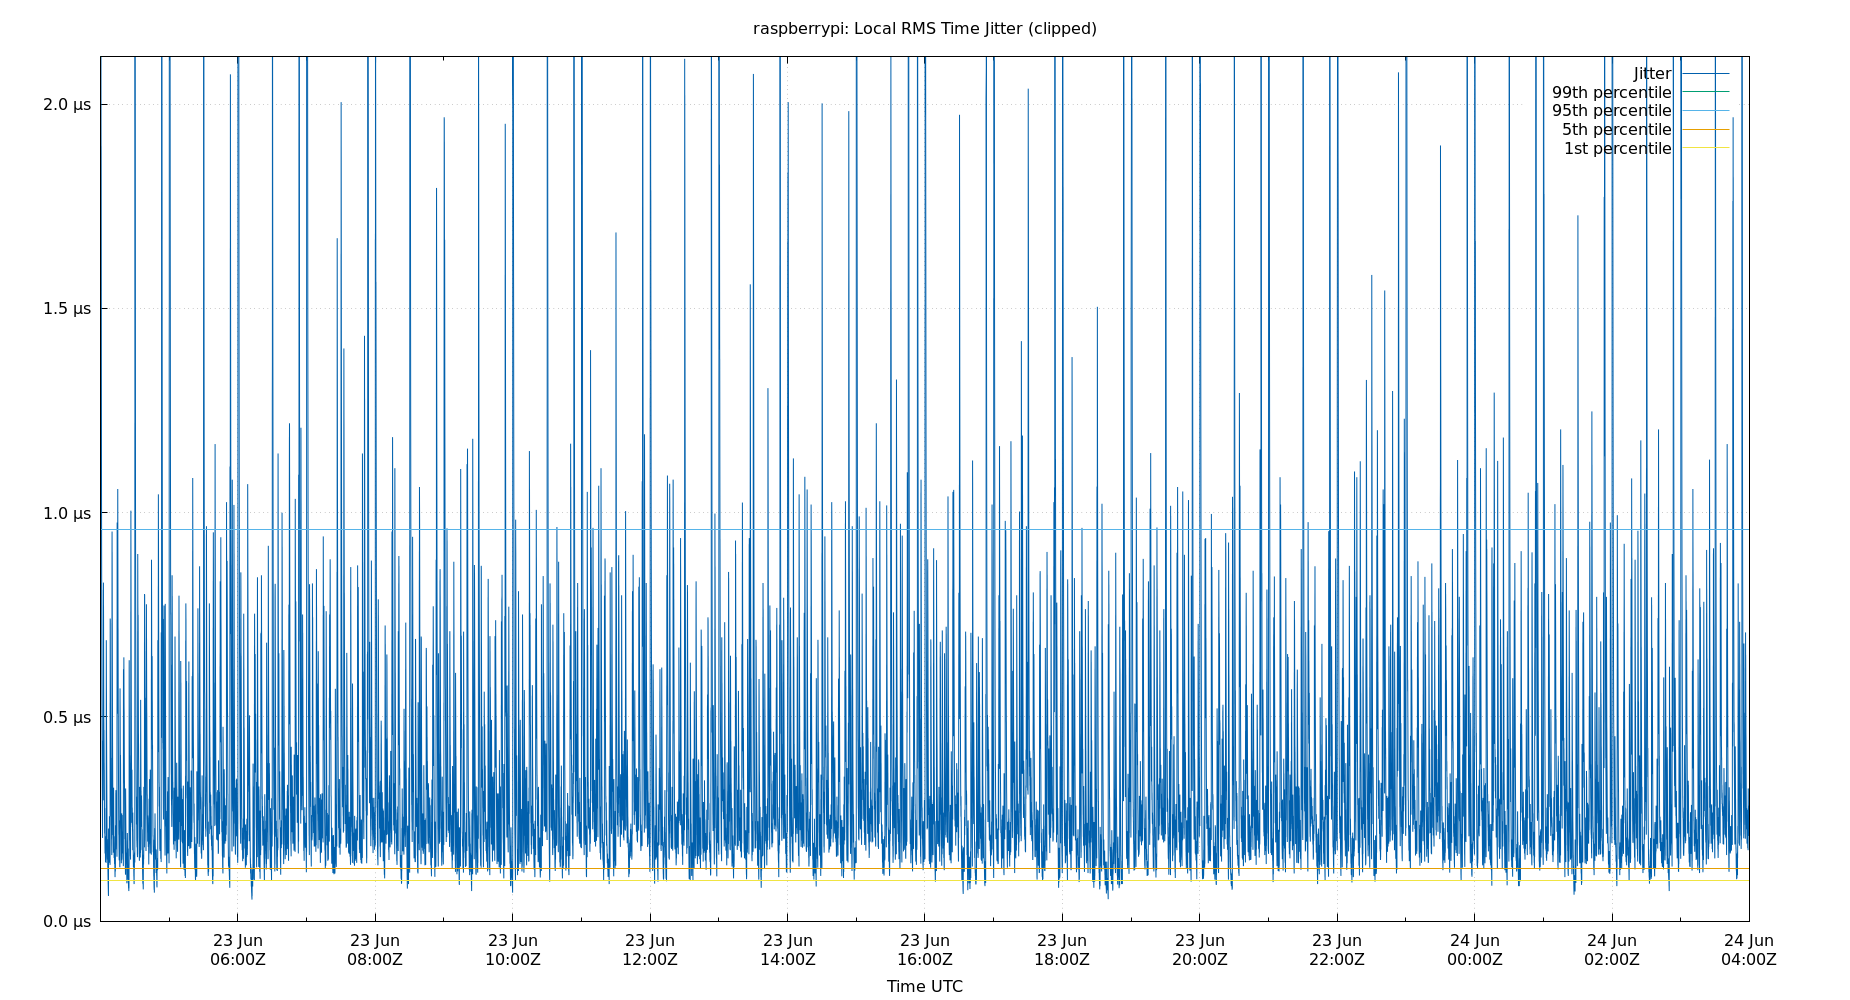 raspberrypi: Local RMS Time Jitter (clipped)
Jitter
99th percentile
95th percentile
5th percentile
1st percentile
2.0 µs
1.5 µs
1.0 µs
0.5 µs
0.0 µs
23 Jun 23 Jun 23 Jun 23 Jun 23 Jun 23 Jun 23 Jun 23 Jun 23 Jun 24 Jun 24 Jun 24 Jun
06:00Z 08:00Z 10:00Z 12:00Z 14:00Z 16:00Z 18:00Z 20:00Z 22:00Z 00:00Z 02:00Z 04:00Z
Time UTC